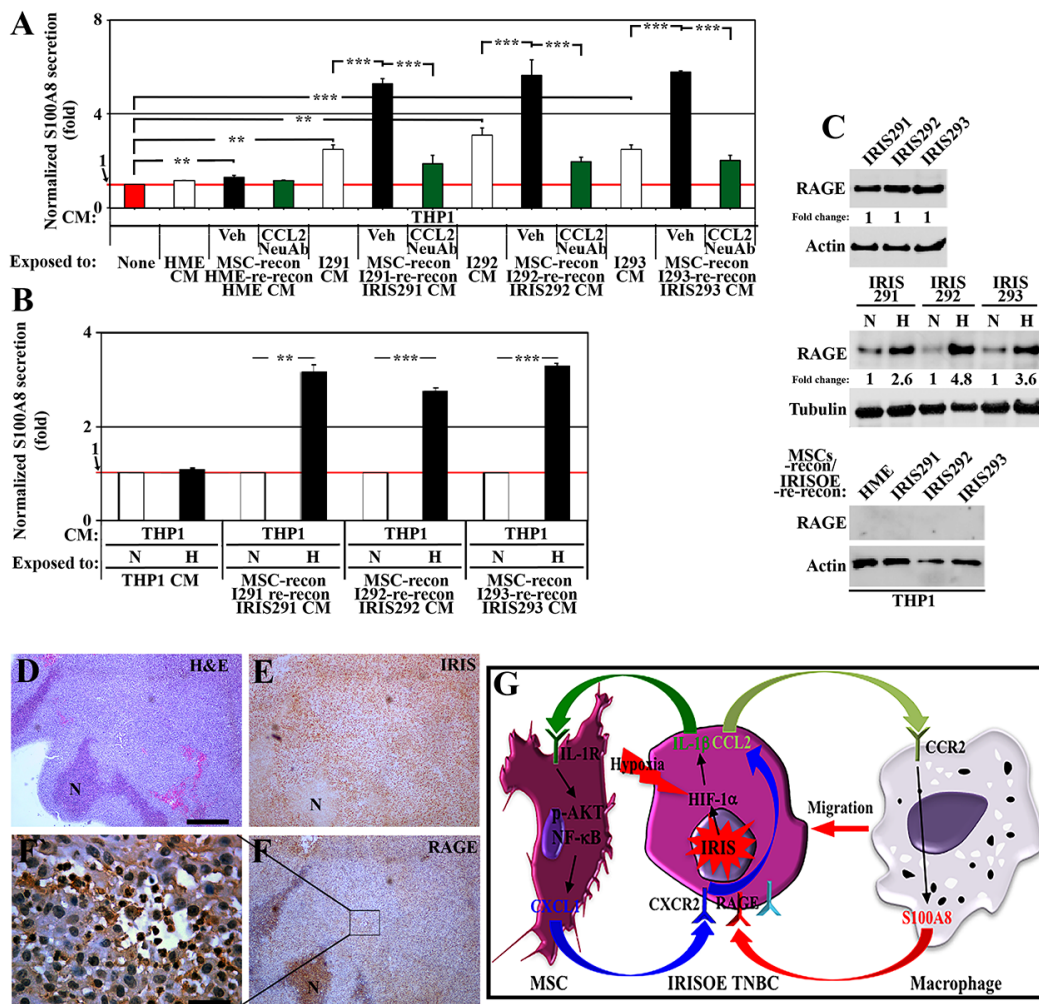 A
Normalized S100A8 secretion
(fold)
8
4
1
0
***
***
***
***
***
***
***
**
**
**
CM:
THP1
Exposed to:
None
HME
CM
Veh
CCL2
NeuAb
MSC-recon
HME-re-recon
HME CM
I291
CM
Veh
CCL2
NeuAb
MSC-recon
I291-re-recon
IRIS291 CM
I292
CM
Veh
CCL2
NeuAb
MSC-recon
I292-re-recon
IRIS292 CM
I293
CM
Veh
CCL2
NeuAb
MSC-recon
I293-re-recon
IRIS293 CM
B
Normalized S100A8 secretion
(fold)
4
2
1
0
**
***
***
CM:
THP1
THP1
THP1
THP1
Exposed to:
N H N H N H N H
THP1 CM
MSC-recon
I291 re-recon
IRIS291 CM
MSC-recon
I292-re-recon
IRIS292 CM
MSC-recon
I293-re-recon
IRIS293 CM
C
IRIS291 IRIS292 IRIS293
RAGE
Fold change: 1 1 1
Actin
IRIS
291
IRIS
292
IRIS
293
N H N H N H
RAGE
Fold change: 1 2.6 1 4.8 1 3.6
Tubulin
MSCs
-recon/
IRISOE
-re-recon:
HME IRIS291 IRIS292 IRIS293
RAGE
Actin
THP1
D
H&E
N
E
IRIS
N
F'
F
RAGE
N
G
IL-1R
p-AKT
NF-κB
CXCL1
MSC
Hypoxia
IL-1β
CCL2
HIF-1α
IRIS
CXCR2
RAGE
IRISOE TNBC
Migration
CCR2
S100A8
Macrophage